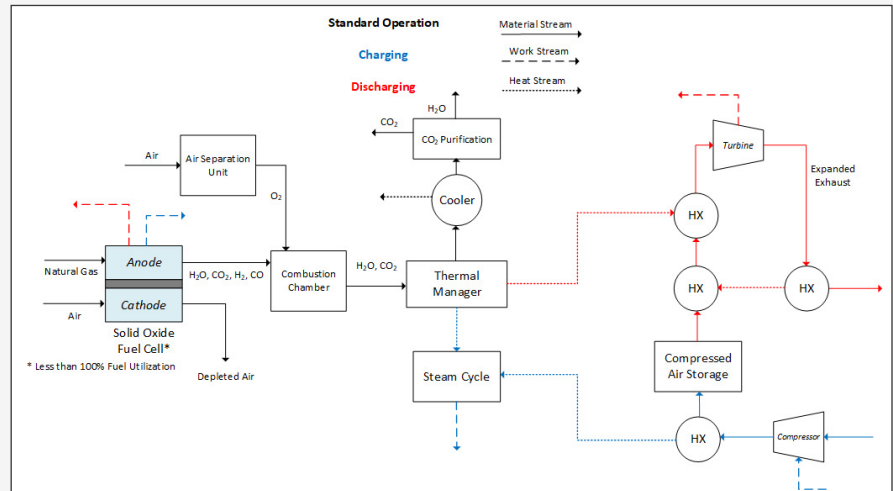 Standard Operation
Charging
Discharging
Material Stream
Work Stream
Heat Stream
H₂O
CO₂
CO₂ Purification
Cooler
Air
Air Separation
Unit
O₂
Turbine
Expanded
Exhaust
HX
Natural Gas
Anode
H₂O, CO₂, H₂, CO
Combustion
Chamber
H₂O, CO₂
Thermal
Manager
HX
HX
Air
Cathode
Solid Oxide
Fuel Cell*
* Less than 100% Fuel Utilization
Depleted Air
Steam Cycle
Compressed
Air Storage
HX
Compressor